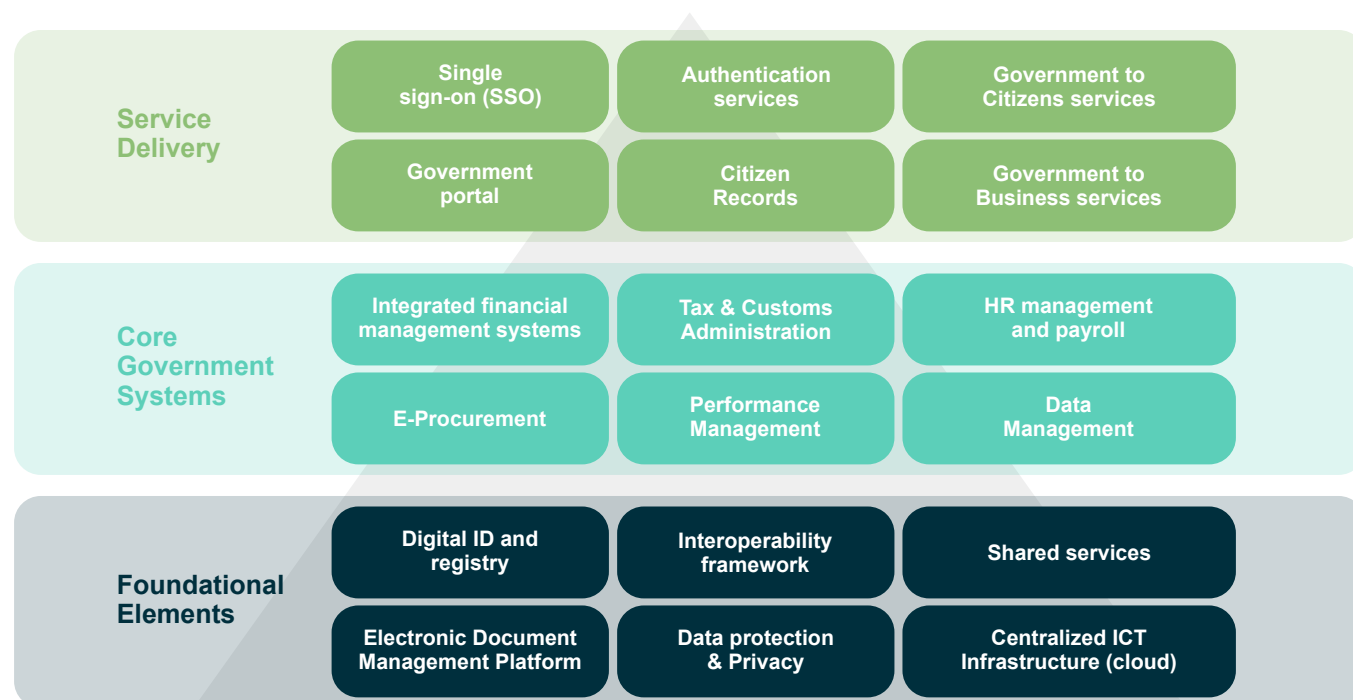 Service
Delivery
Single
sign-on (SSO)
Authentication
services
Government to
Citizens services
Government
portal
Citizen
Records
Government to
Business services
Core
Government
Systems
Integrated financial
management systems
Tax & Customs
Administration
HR management
and payroll
E-Procurement
Performance
Management
Data
Management
Foundational
Elements
Digital ID and
registry
Interoperability
framework
Shared services
Electronic Document
Management Platform
Data protection
& Privacy
Centralized ICT
Infrastructure (cloud)